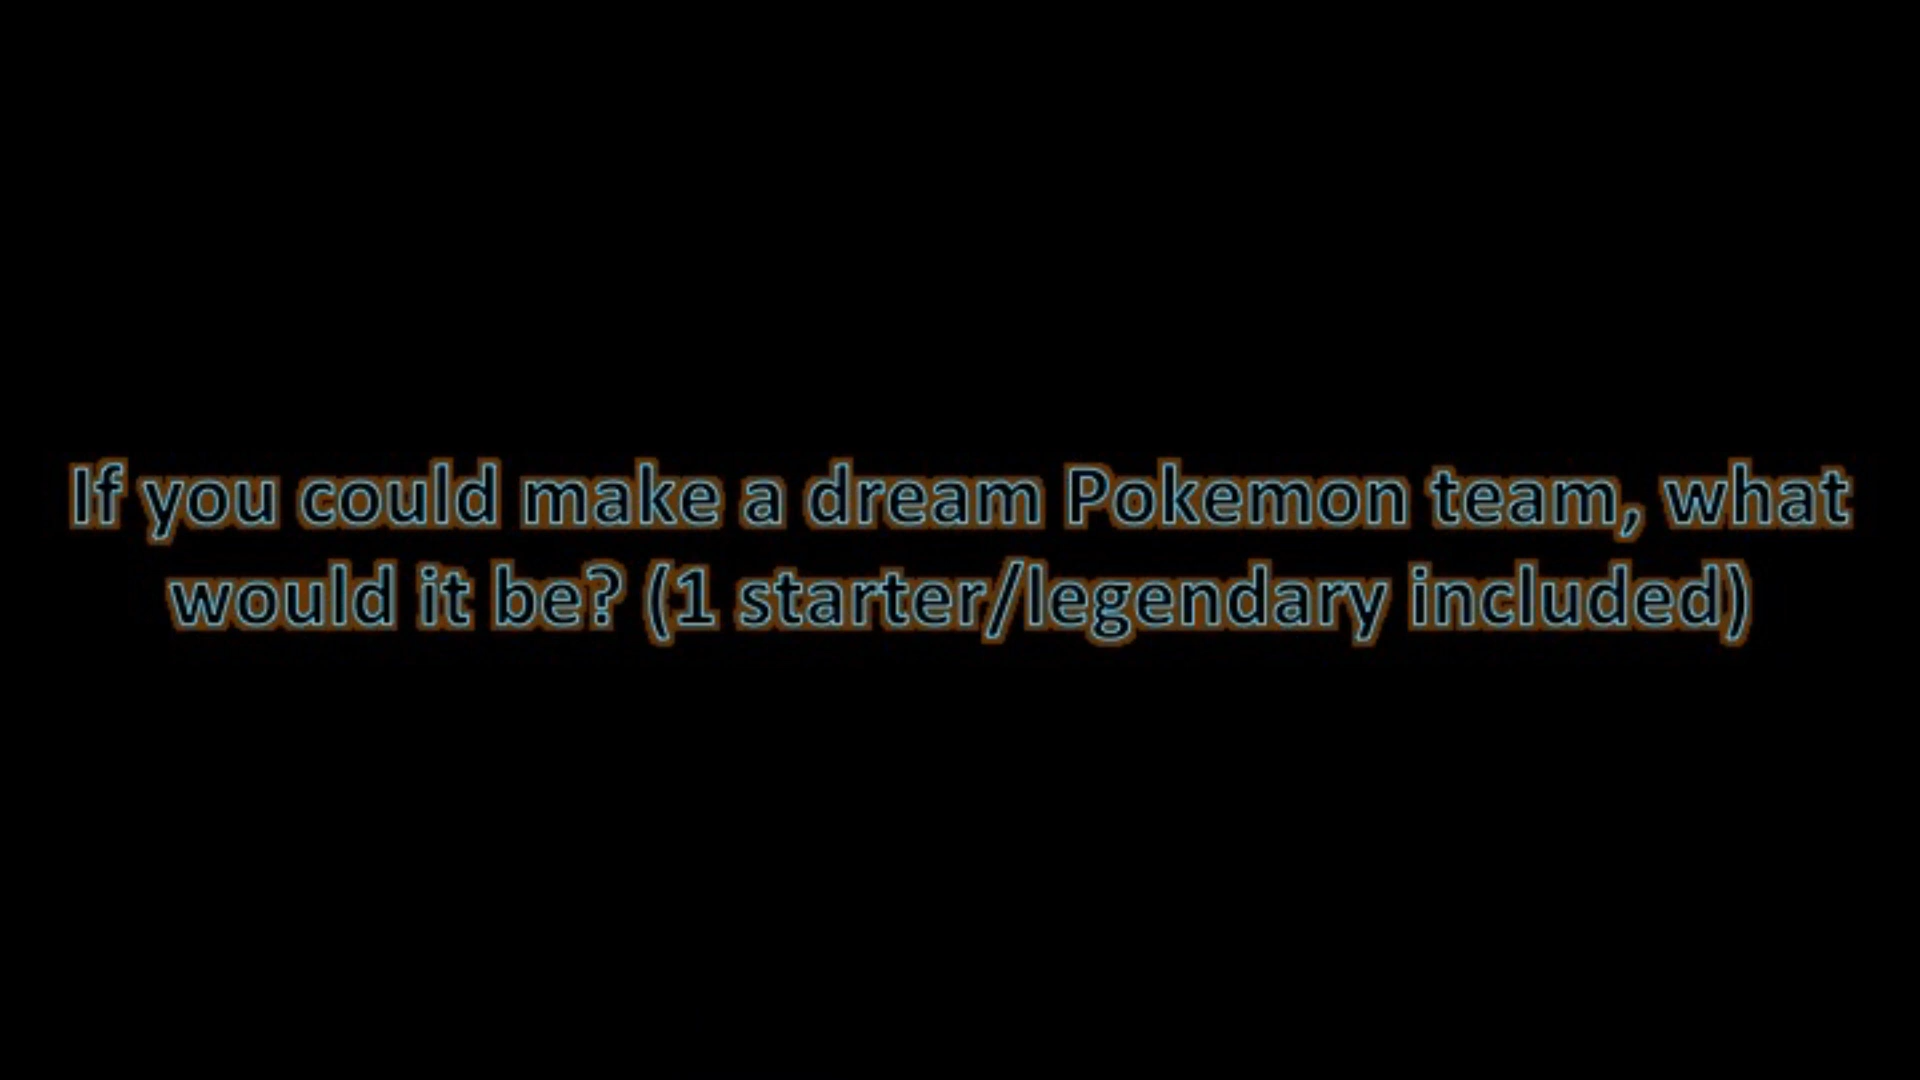 If you could make a dream Pokemon team, what
would it be? (1 starter/legendary included)